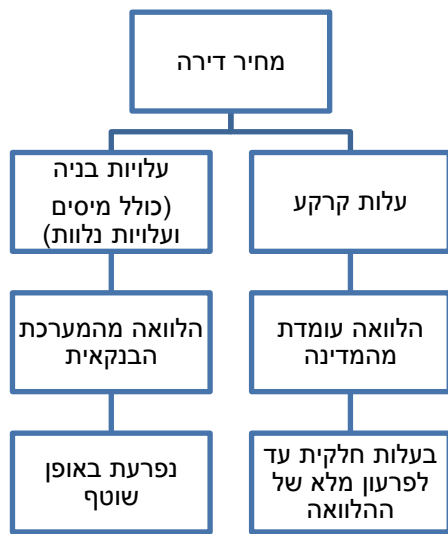 מחיר דירה
עלות קרקע
עלויות בניה
(כולל מיסים
ועלויות נלוות)
הלוואה עומדת
מהמדינה
הלוואה מהמערכת
הבנקאית
בעלות חלקית עד
לפרעון מלא של
ההלוואה
נפרעת באופן
שוטף